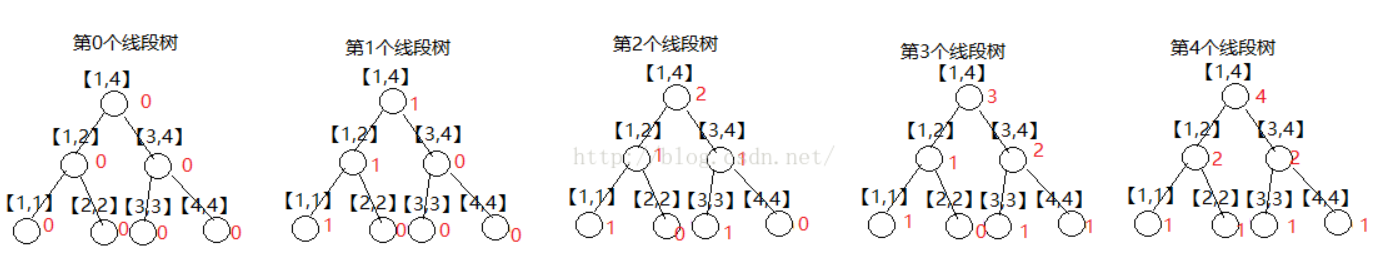 第0个线段树
【1,4】
0
【1,2】 【3,4】
0 0
【1,1】 【2,2】 【3,3】 【4,4】
0 0 0 0
第1个线段树
【1,4】
1
【1,2】 【3,4】
1 0
【1,1】 【2,2】 【3,3】 【4,4】
1 0 0 0
第2个线段树
【1,4】
2
【1,2】 【3,4】
1 1
【1,1】 【2,2】 【3,3】 【4,4】
1 0 1 0
第3个线段树
【1,4】
3
【1,2】 【3,4】
1 2
【1,1】 【2,2】 【3,3】 【4,4】
1 0 1 1
第4个线段树
【1,4】
4
【1,2】 【3,4】
2 2
【1,1】 【2,2】 【3,3】 【4,4】
1 1 1 1
http://blog.csdn.net/